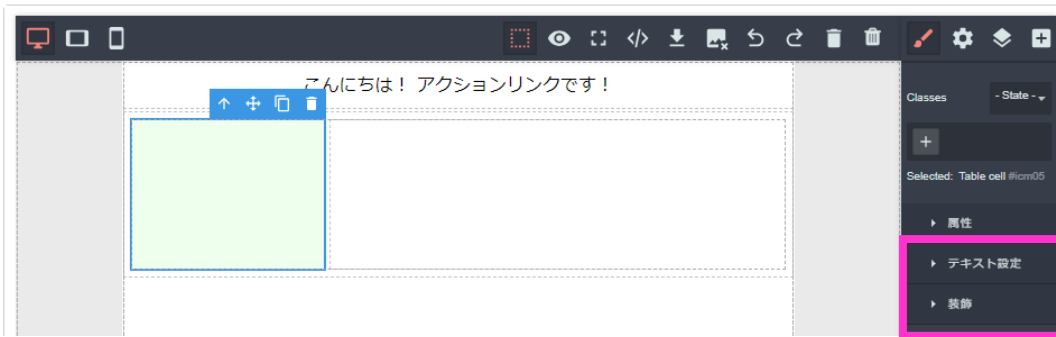 こんにちは！ アクションリンクです！
Classes
- State -
Selected: Table cell #icm05
属性
テキスト設定
装飾